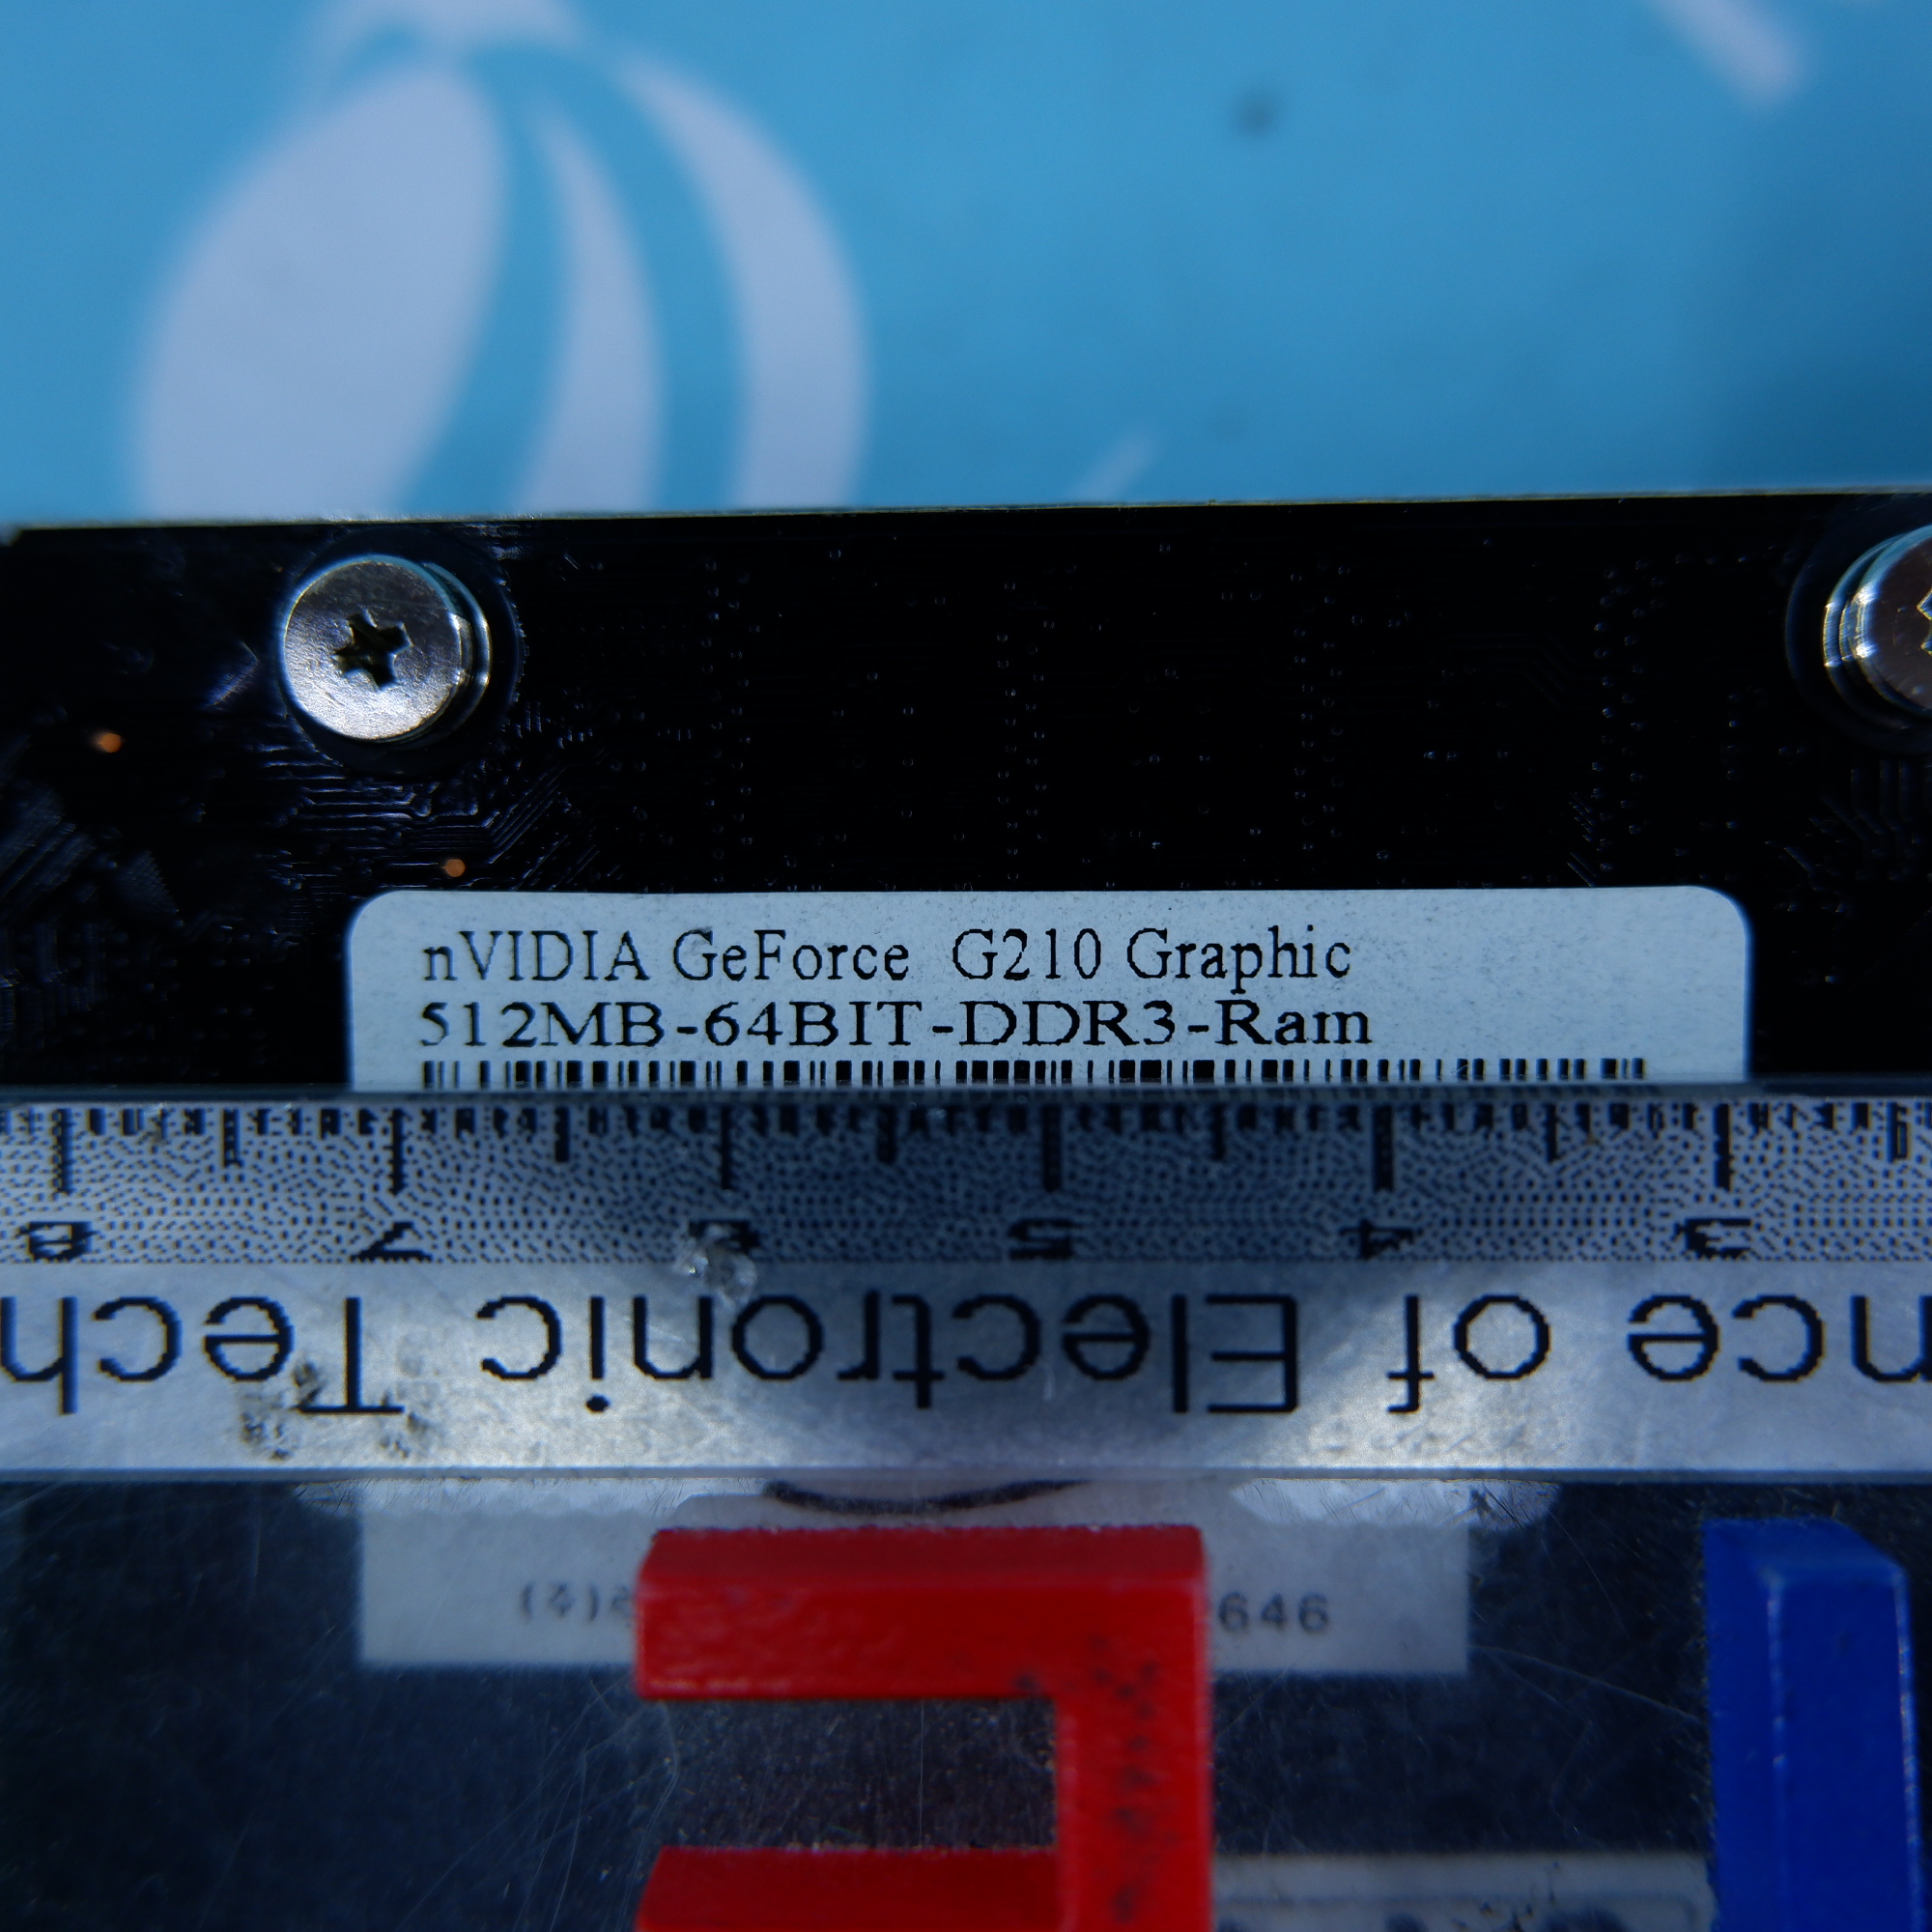 nVIDIA GeForce G210 Graphic
512MB-64BIT-DDR3-Ram
8 7 6 5 4 3
nce of Electronic Tech
646